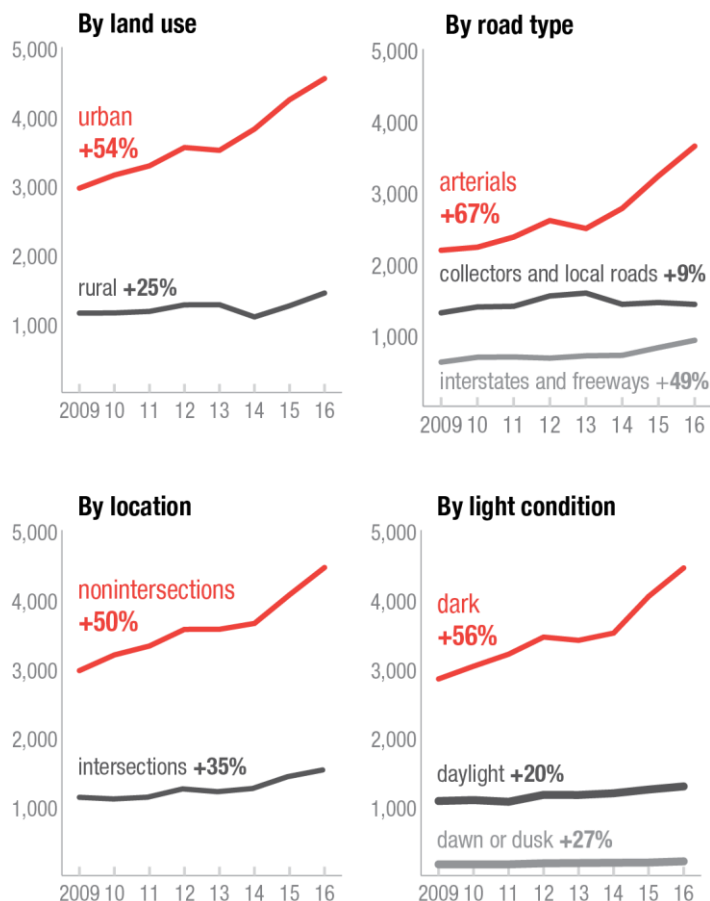 By land use
5,000
4,000
3,000
2,000
1,000
urban
+54%
rural +25%
2009 10 11 12 13 14 15 16
By road type
5,000
4,000
3,000
2,000
1,000
arterials
+67%
collectors and local roads +9%
interstates and freeways +49%
2009 10 11 12 13 14 15 16
By location
5,000
4,000
3,000
2,000
1,000
nonintersections
+50%
intersections +35%
2009 10 11 12 13 14 15 16
By light condition
5,000
4,000
3,000
2,000
1,000
dark
+56%
daylight +20%
dawn or dusk +27%
2009 10 11 12 13 14 15 16